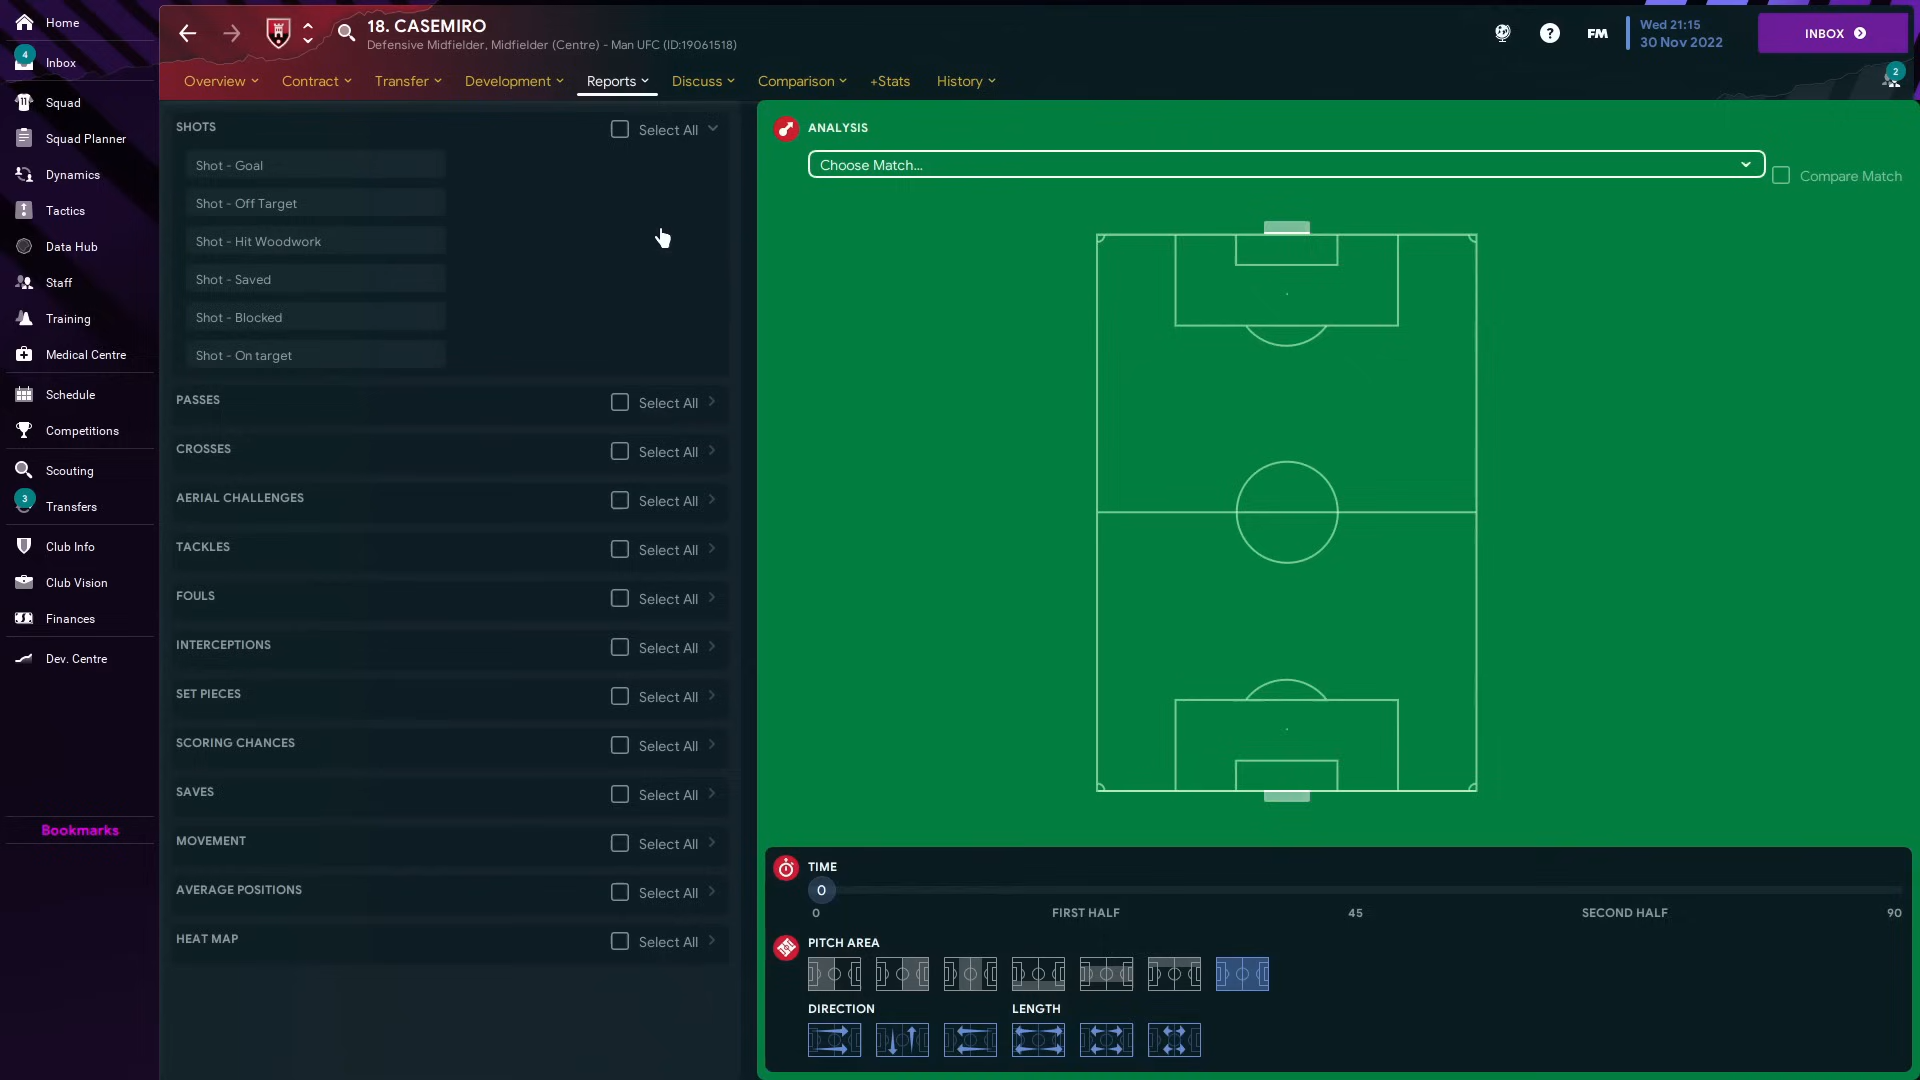 Home
4
Inbox
Squad
Squad Planner
Dynamics
Tactics
Data Hub
Staff
Training
Medical Centre
Schedule
Competitions
Scouting
3
Transfers
Club Info
Club Vision
Finances
Dev. Centre
Bookmarks
18. CASEMIRO
Defensive Midfielder, Midfielder (Centre) - Man UFC (ID:19061518)
?
FM
Wed 21:15
30 Nov 2022
INBOX
2
Overview
Contract
Transfer
Development
Reports
Discuss
Comparison
+Stats
History
SHOTS
Select All
Shot - Goal
Shot - Off Target
Shot - Hit Woodwork
Shot - Saved
Shot - Blocked
Shot - On target
PASSES
Select All
CROSSES
Select All
AERIAL CHALLENGES
Select All
TACKLES
Select All
FOULS
Select All
INTERCEPTIONS
Select All
SET PIECES
Select All
SCORING CHANCES
Select All
SAVES
Select All
MOVEMENT
Select All
AVERAGE POSITIONS
Select All
HEAT MAP
Select All
ANALYSIS
Choose Match...
Compare Match
TIME
0
0
FIRST HALF
45
SECOND HALF
90
PITCH AREA
DIRECTION
LENGTH